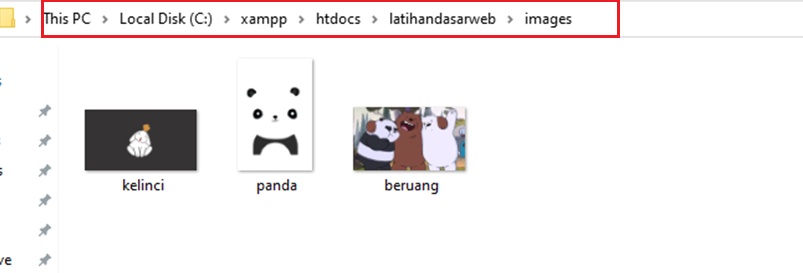 This PC > Local Disk (C:) > xampp > htdocs > latihandasarweb > images
kelinci
panda
beruang